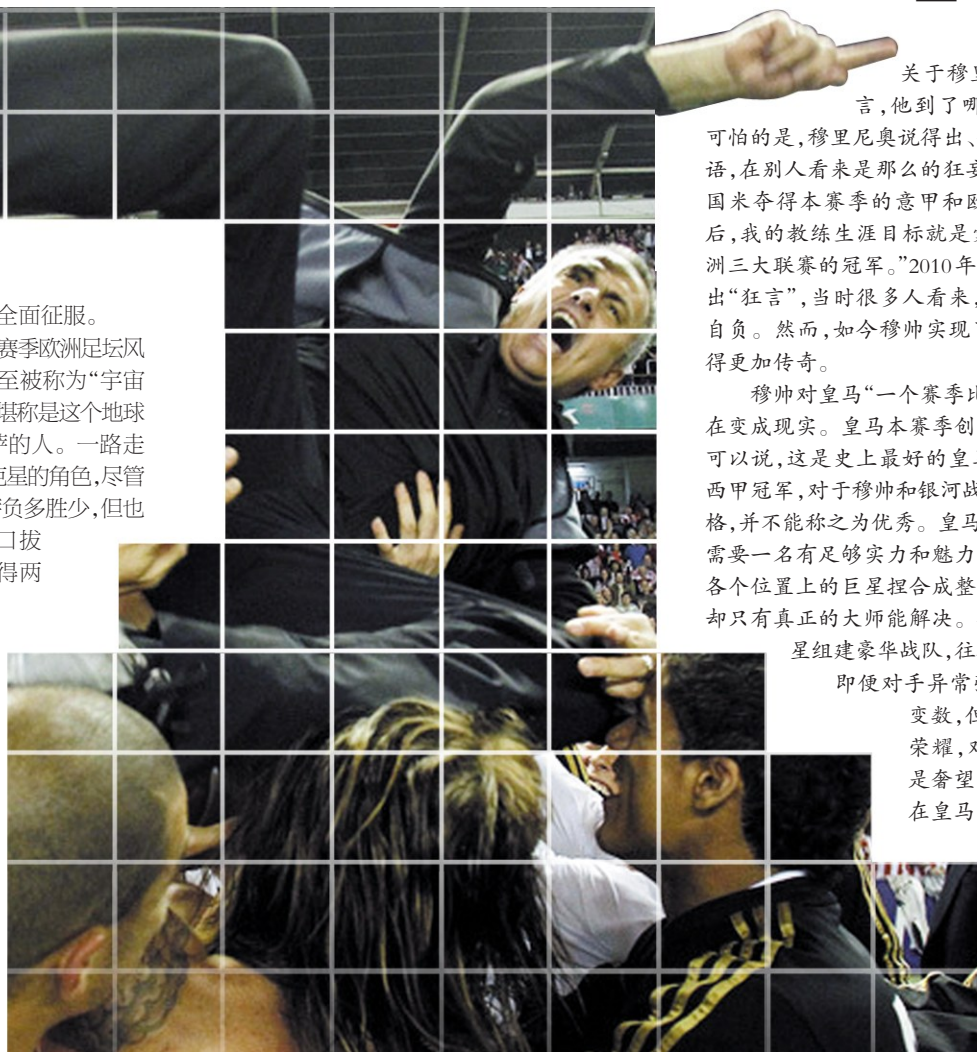 全面征服。
赛季欧洲足坛风
至被称为“宇宙
堪称是这个地球
萨的人。一路走
克星的角色,尽管
负多胜少,但也
口拔
得两
关于穆里
言,他到了哪
可怕的是,穆里尼奥说得出、
语,在别人看来是那么的狂妄
国米夺得本赛季的意甲和欧
后,我的教练生涯目标就是
洲三大联赛的冠军。”2010年
出“狂言”,当时很多人看来,
自负。然而,如今穆帅实现
得更加传奇。
穆帅对皇马“一个赛季比
在变成现实。皇马本赛季创
可以说,这是史上最好的皇马
西甲冠军,对于穆帅和银河战
格,并不能称之为优秀。皇马
需要一名有足够实力和魅力
各个位置上的巨星捏合成整
却只有真正的大师能解决。
星组建豪华战队,往
即便对手异常强
变数,但
荣耀,对
是奢望
在皇马